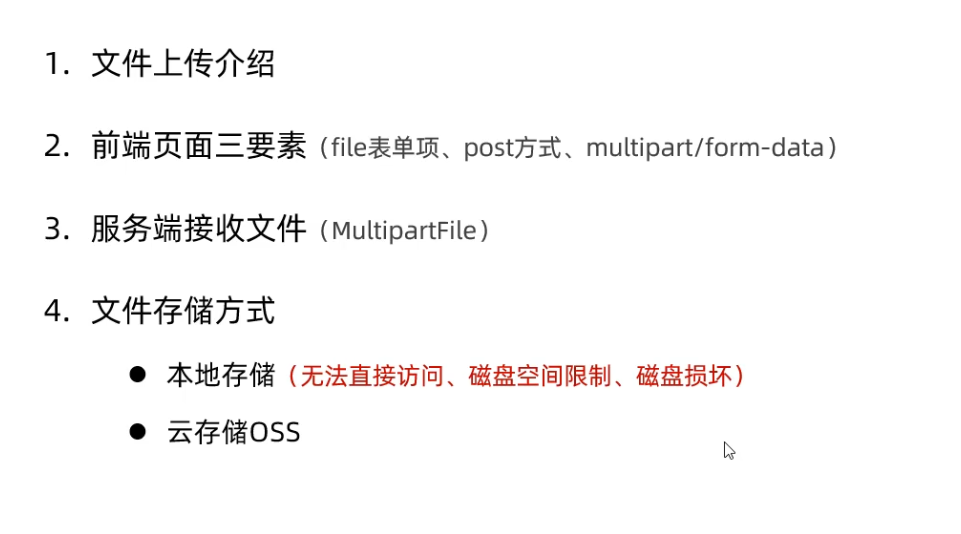 1. 文件上传介绍
2. 前端页面三要素（file表单项、post方式、multipart/form-data）
3. 服务端接收文件（MultipartFile）
4. 文件存储方式
● 本地存储（无法直接访问、磁盘空间限制、磁盘损坏）
● 云存储OSS